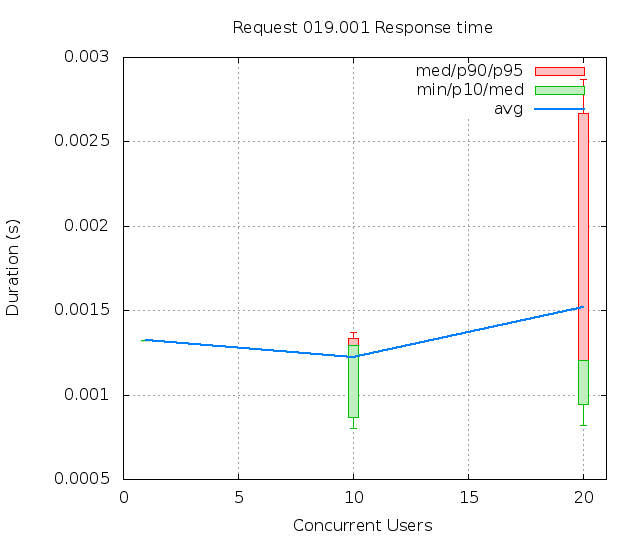 Request 019.001 Response time
med/p90/p95
min/p10/med
avg
0.003
0.0025
0.002
0.0015
0.001
0.0005
Duration (s)
0 5 10 15 20
Concurrent Users